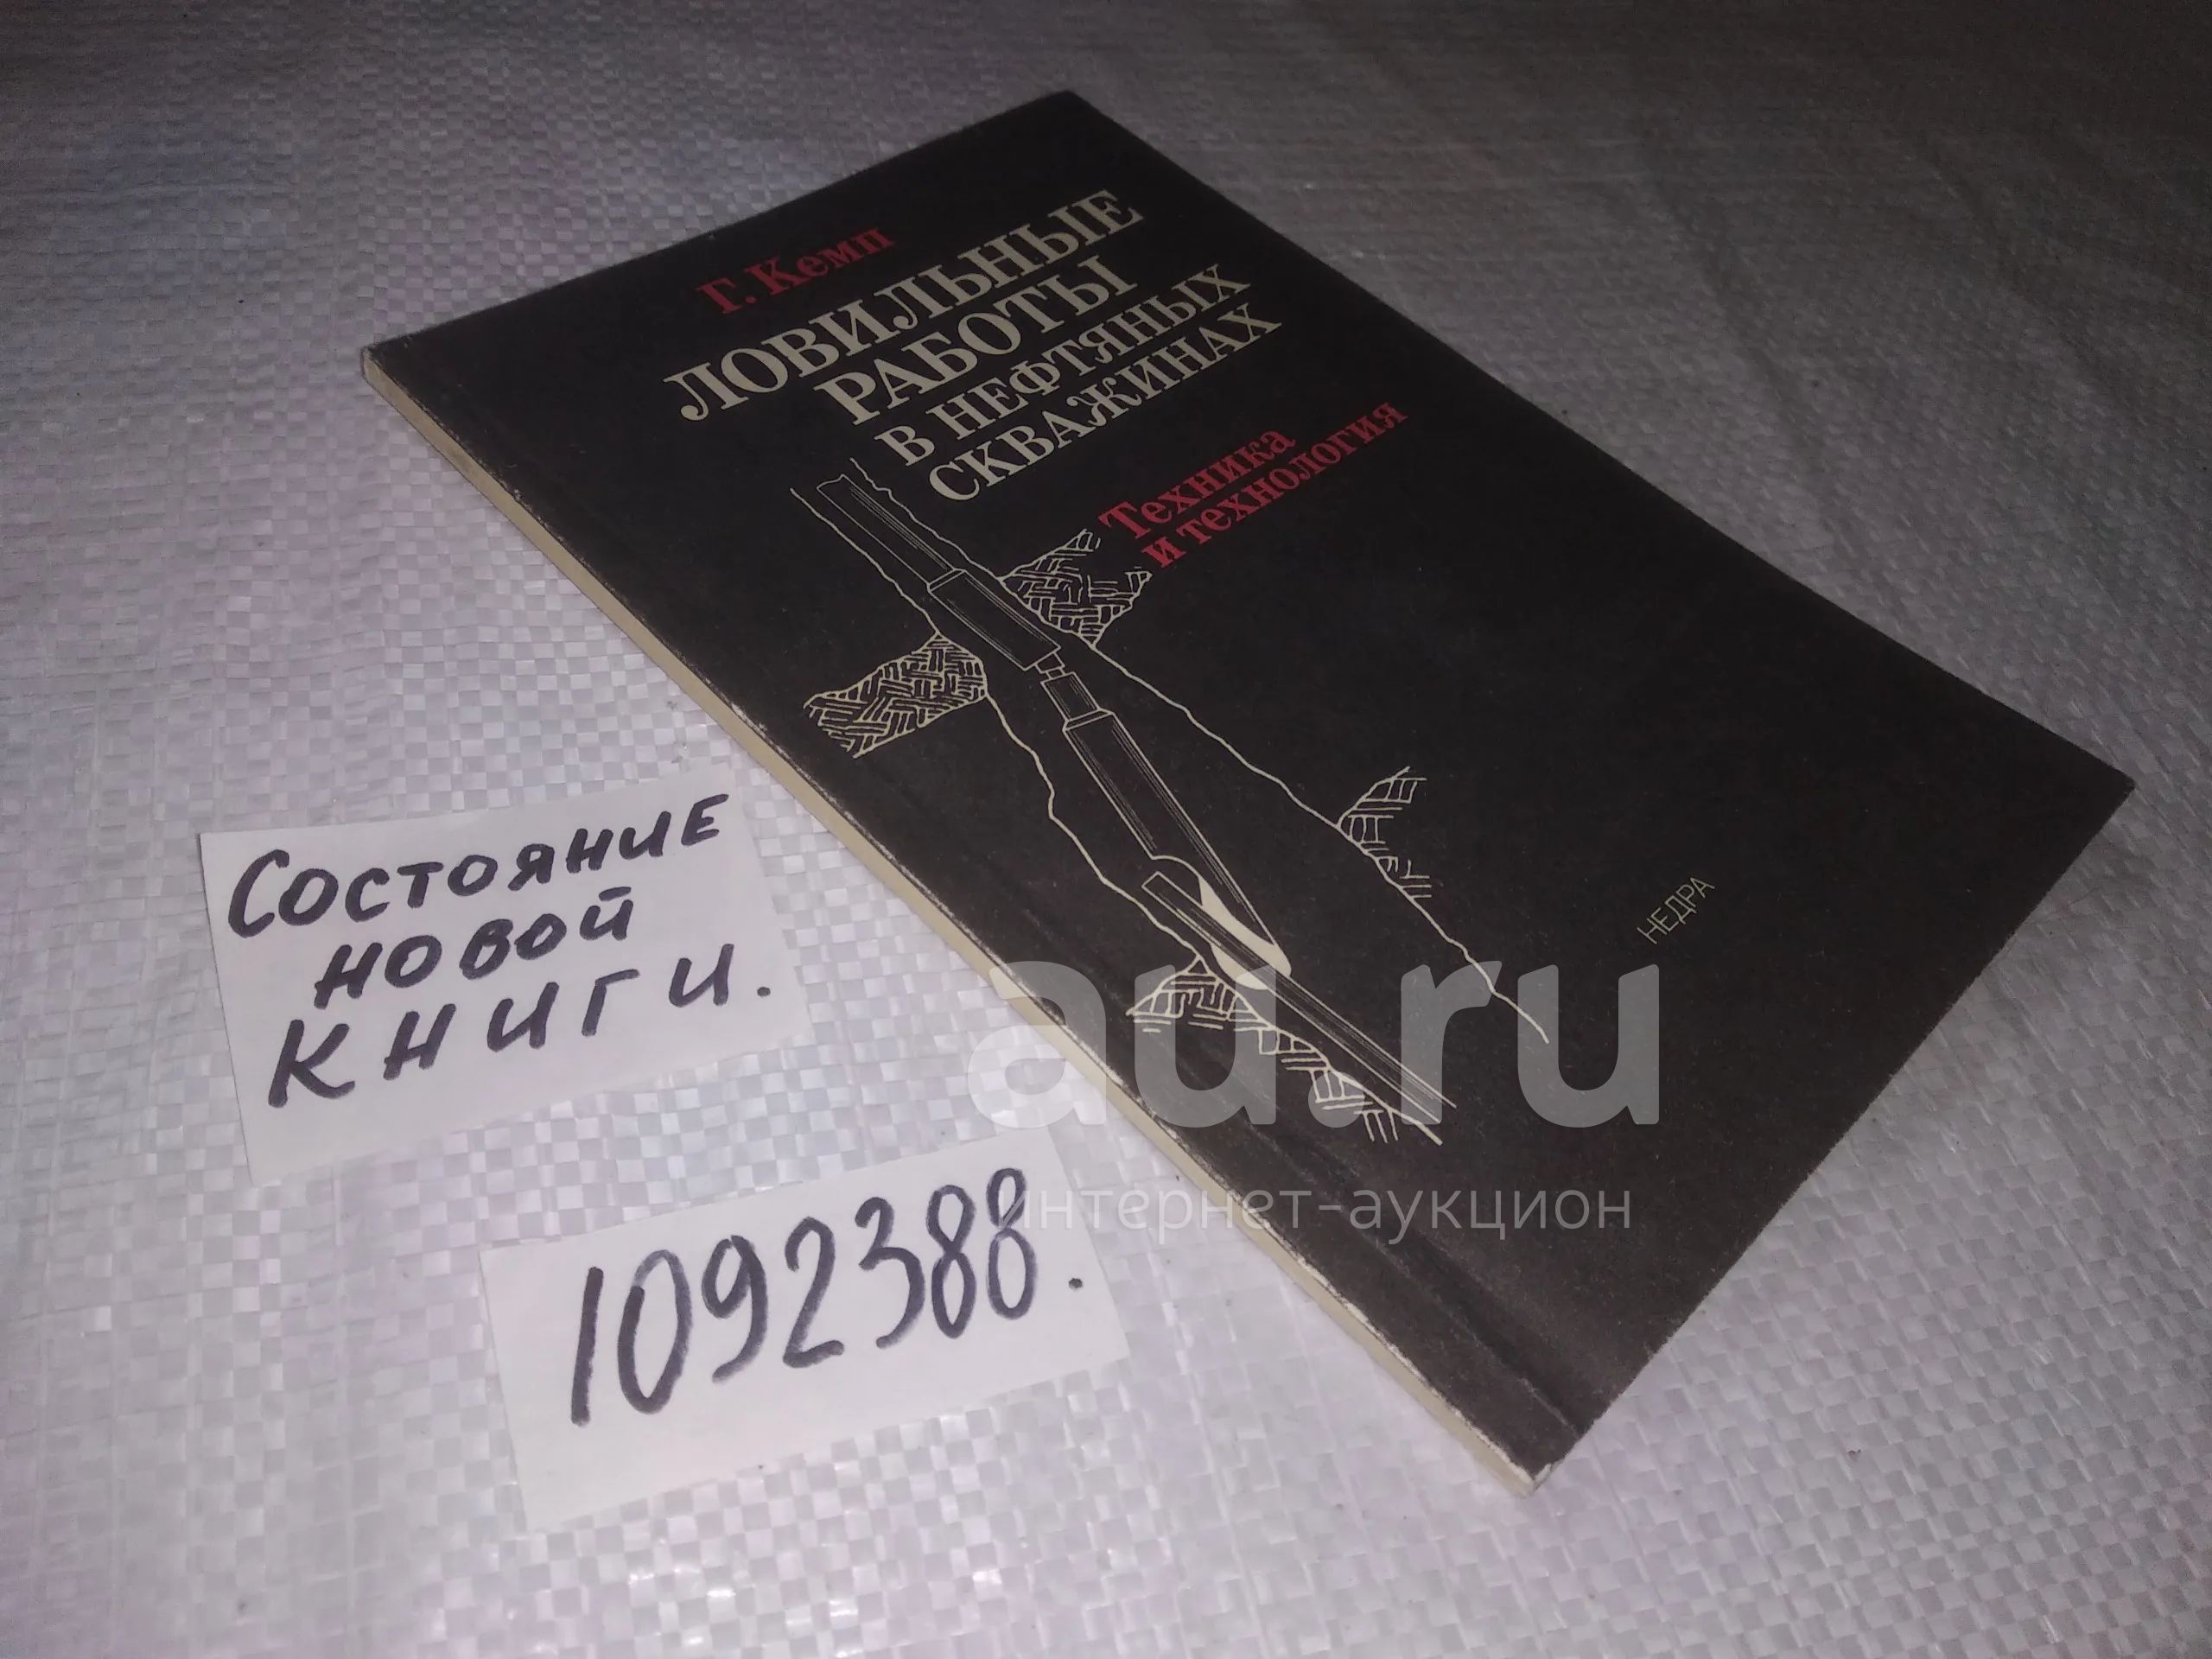 Г. Кемп
ЛОВИЛЬНЫЕ
РАБОТЫ
В НЕФТЯНЫХ
СКВАЖИНАХ
Техника
и технология
НЕДРА
Состояние
новой
книги.
1092388.
au.ru
интернет-аукцион